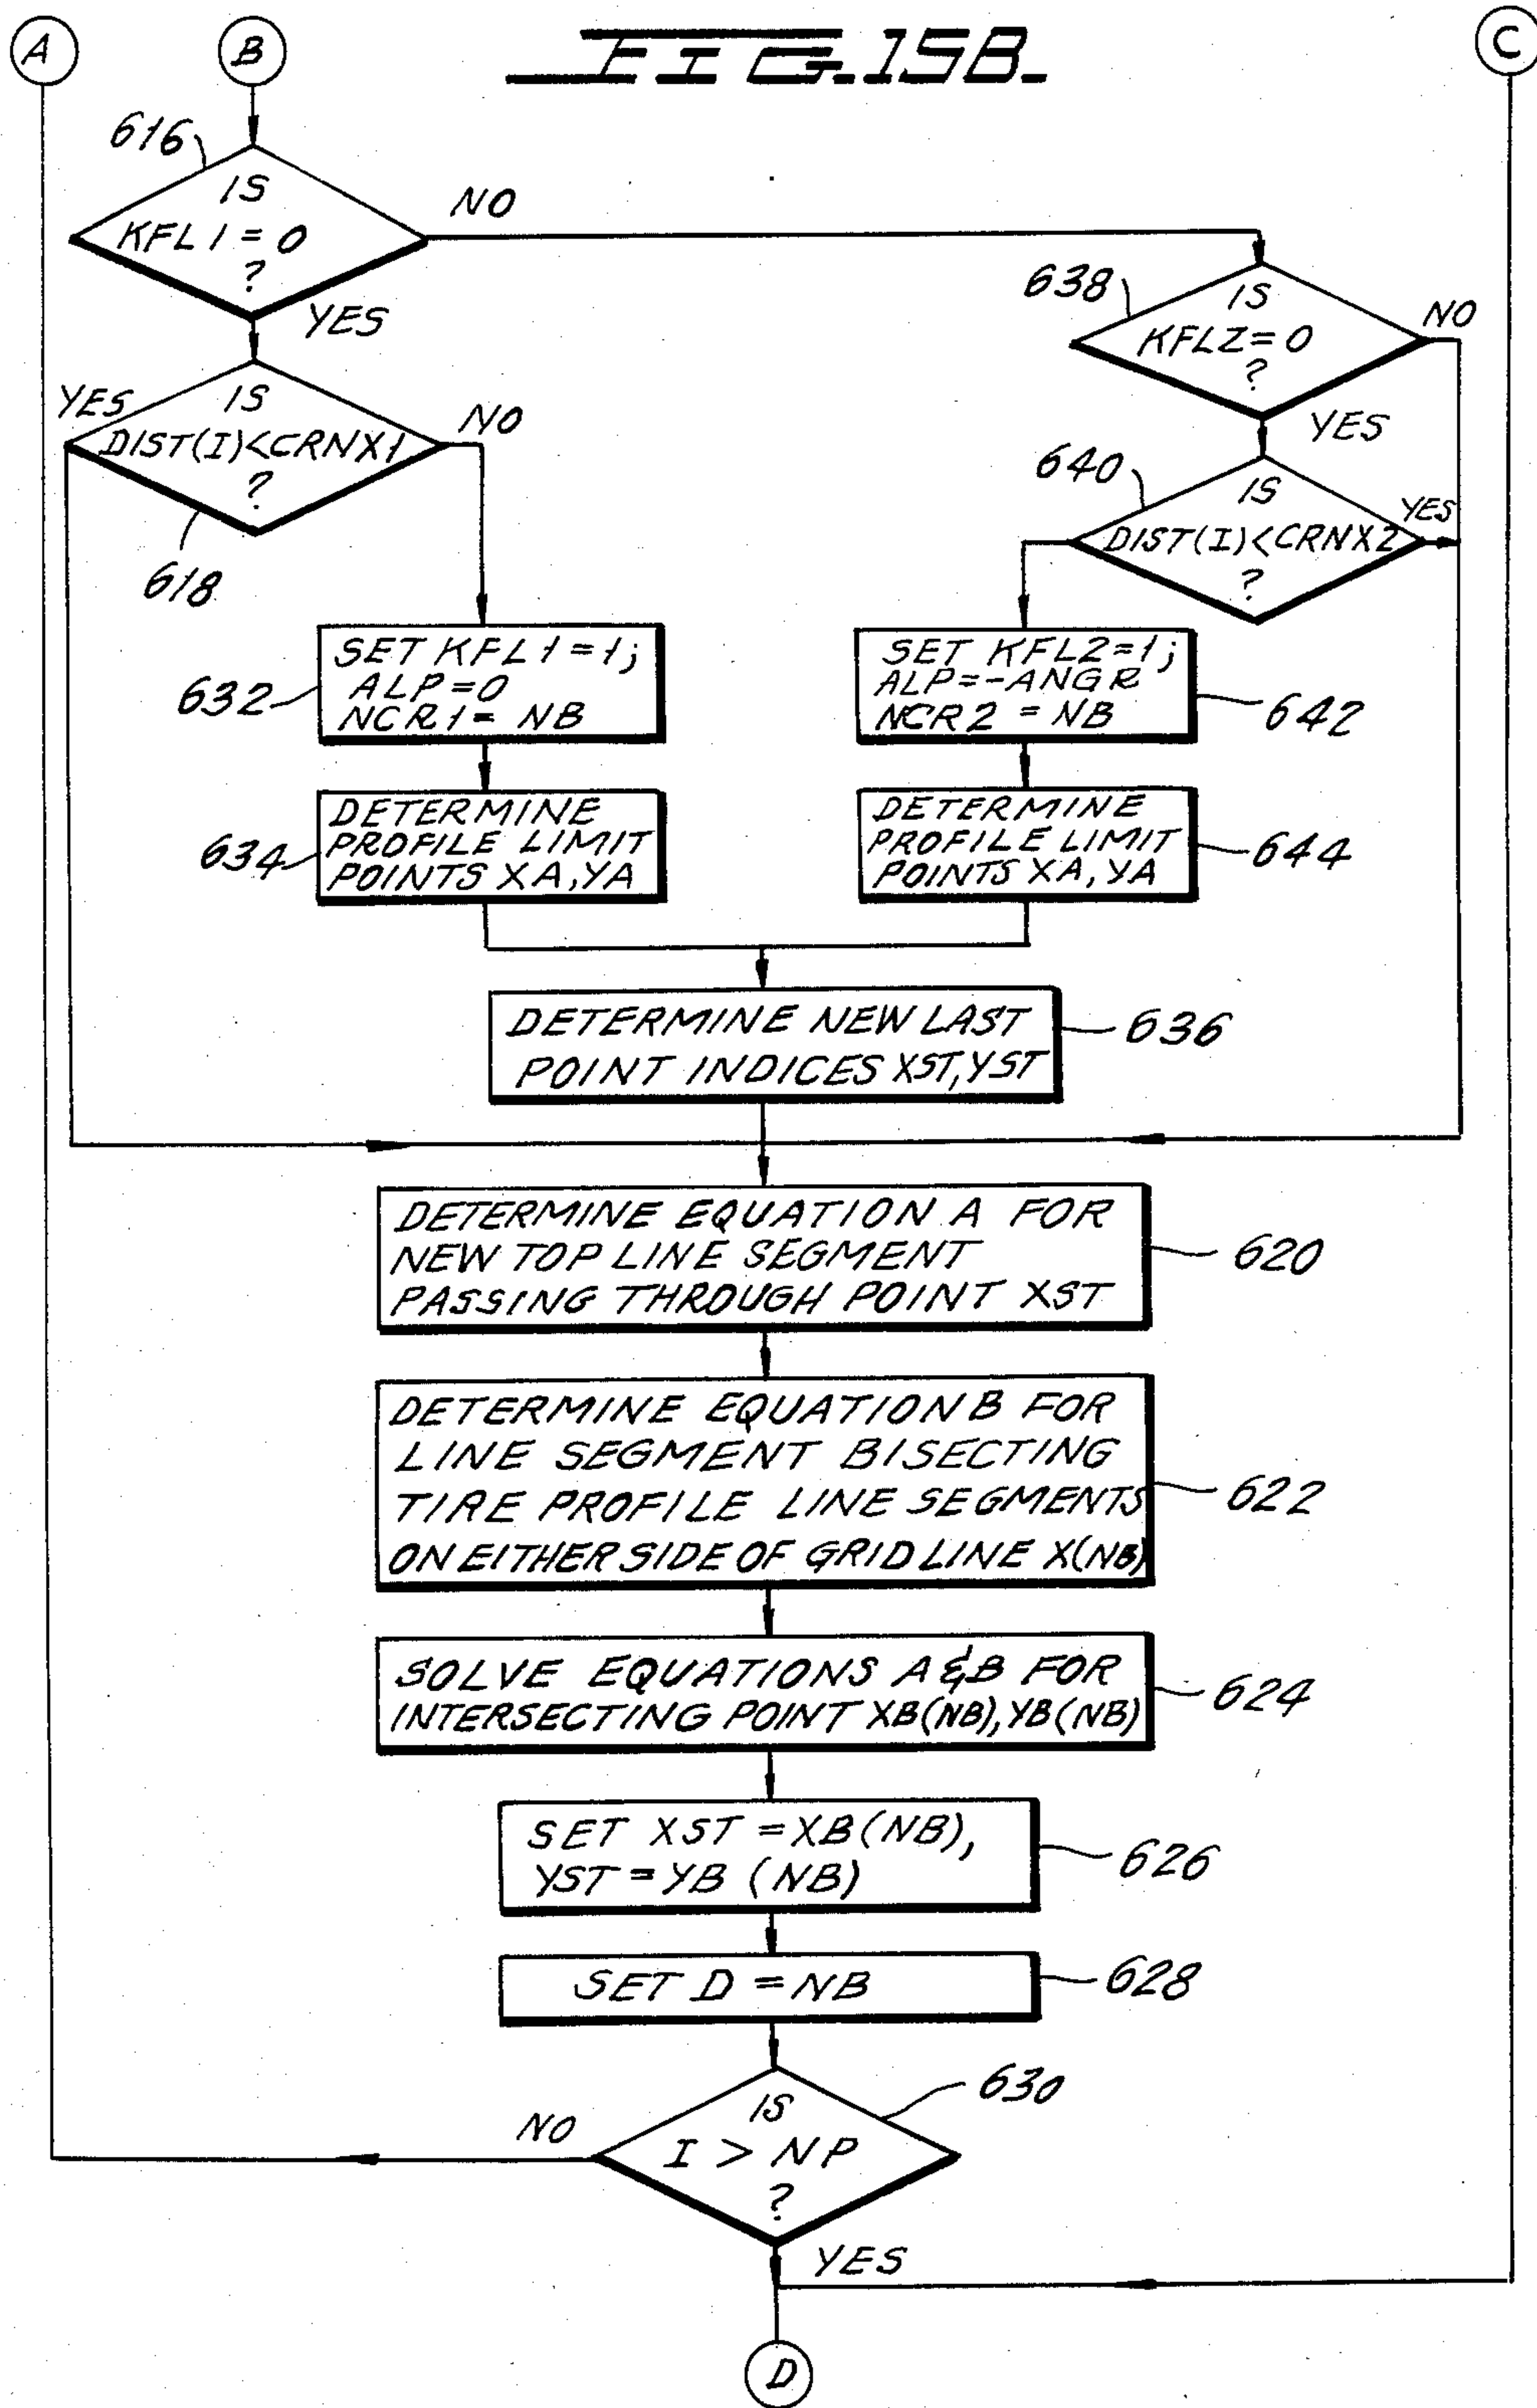 A
B
FIG. 15B.
C
616
IS
KFL1 = 0
?
NO
YES
638
IS
KFLZ = 0
?
NO
YES
YES
IS
DIST(I)<CRNX1
?
NO
618
640
IS
DIST(I)<CRNX2
?
YES
632
SET KFL1=1;
ALP=0
NCR1= NB
SET KFL2=1;
ALP=-ANGR
NCR2 = NB
642
634
DETERMINE
PROFILE LIMIT
POINTS XA,YA
DETERMINE
PROFILE LIMIT
POINTS XA, YA
644
DETERMINE NEW LAST
POINT INDICES XST,YST
636
DETERMINE EQUATION A FOR
NEW TOP LINE SEGMENT
PASSING THROUGH POINT XST
620
DETERMINE EQUATION B FOR
LINE SEGMENT BISECTING
TIRE PROFILE LINE SEGMENTS
ON EITHER SIDE OF GRID LINE X(NB)
622
SOLVE EQUATIONS A & B FOR
INTERSECTING POINT XB(NB),YB(NB)
624
SET XST = XB(NB),
YST = YB (NB)
626
SET D = NB
628
630
IS
I > NP
?
NO
YES
D